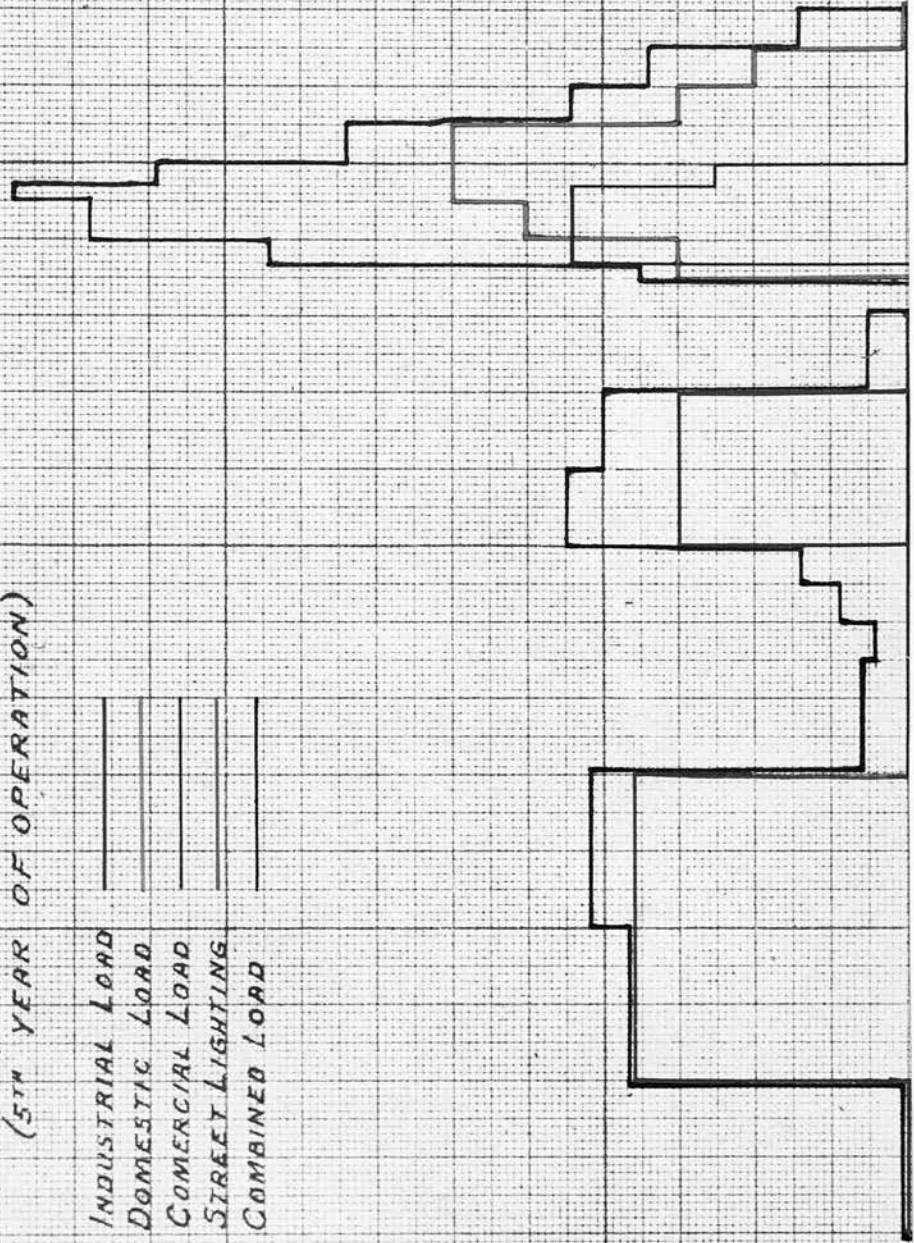 (5TH YEAR OF OPERATION)
INDUSTRIAL LOAD
DOMESTIC LOAD
COMERCIAL LOAD
STREET LIGHTING
COMBINED LOAD